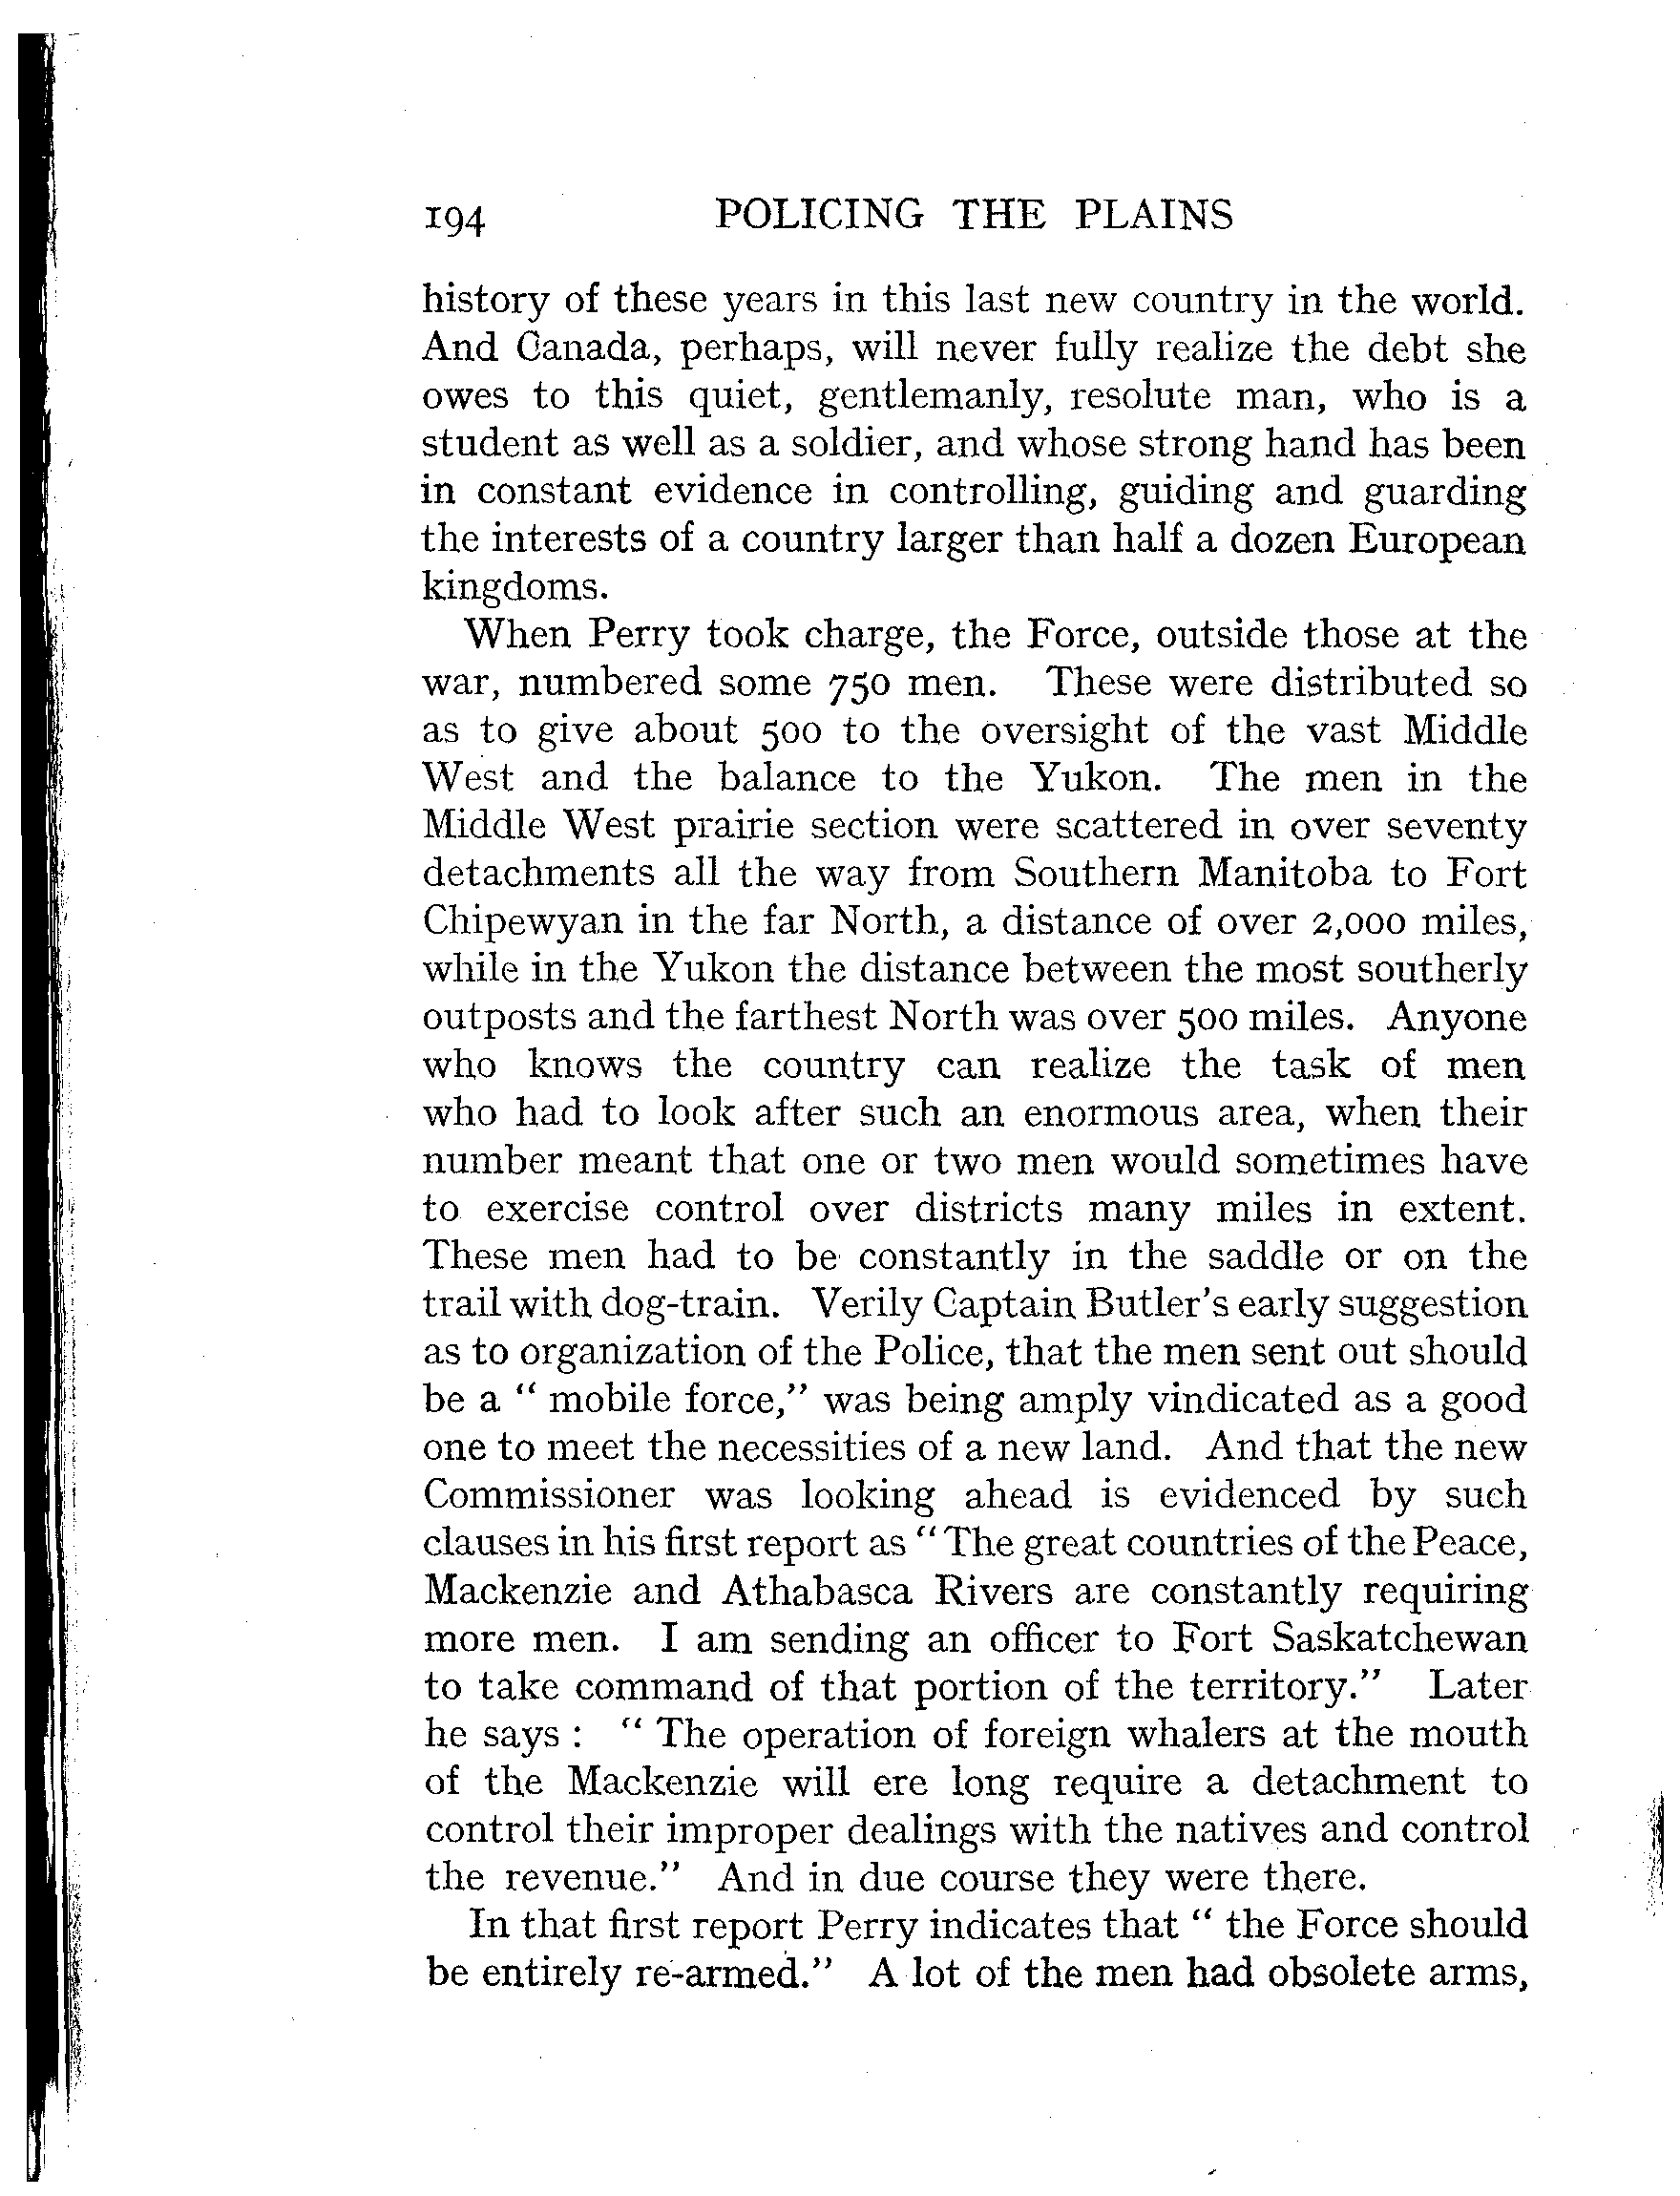 194 POLICING THE PLAINS
history of these years in this last new country in the world.
And Canada, perhaps, will never fully realize the debt she
owes to this quiet, gentlemanly, resolute man, who is a
student as well as a soldier, and whose strong hand has been
in constant evidence in controlling, guiding and guarding
the interests of a country larger than half a dozen European
kingdoms.
When Perry took charge, the Force, outside those at the
war, numbered some 750 men. These were distributed so
as to give about 500 to the oversight of the vast Middle
West and the balance to the Yukon. The men in the
Middle West prairie section were scattered in over seventy
detachments all the way from Southern Manitoba to Fort
Chipewyan in the far North, a distance of over 2,000 miles,
while in the Yukon the distance between the most southerly
outposts and the farthest North was over 500 miles. Anyone
who knows the country can realize the task of men
who had to look after such an enormous area, when their
number meant that one or two men would sometimes have
to exercise control over districts many miles in extent.
These men had to be constantly in the saddle or on the
trail with dog-train. Verily Captain Butler's early suggestion
as to organization of the Police, that the men sent out should
be a " mobile force," was being amply vindicated as a good
one to meet the necessities of a new land. And that the new
Commissioner was looking ahead is evidenced by such
clauses in his first report as "The great countries of the Peace,
Mackenzie and Athabasca Rivers are constantly requiring
more men. I am sending an officer to Fort Saskatchewan
to take command of that portion of the territory." Later
he says : " The operation of foreign whalers at the mouth
of the Mackenzie will ere long require a detachment to
control their improper dealings with the natives and control
the revenue." And in due course they were there.
In that first report Perry indicates that " the Force should
be entirely re-armed." A lot of the men had obsolete arms,